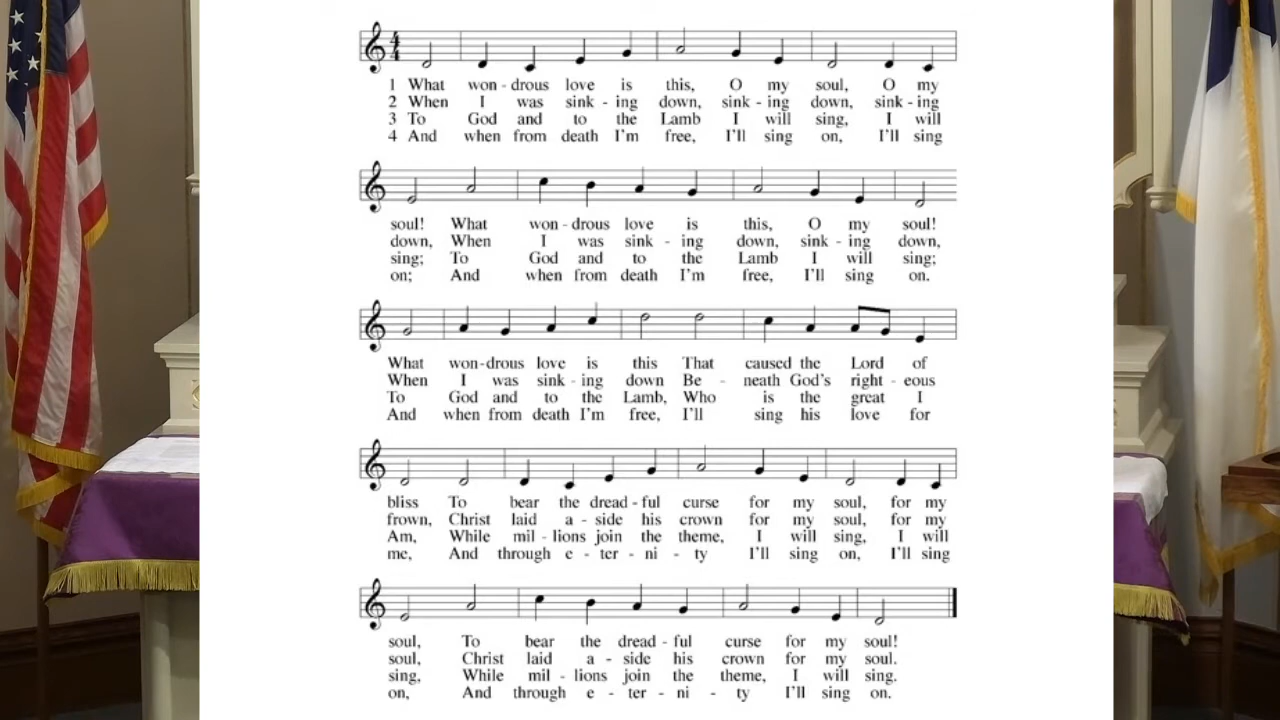 1 What won - drous love is this, O my soul, O my
2 When I was sink - ing down, sink - ing down, sink - ing
3 To God and to the Lamb I will sing, I will
4 And when from death I'm free, I'll sing on, I'll sing
soul! What won - drous love is this, O my soul!
down, When I was sink - ing down, sink - ing down,
sing; To God and to the Lamb I will sing;
on; And when from death I'm free, I'll sing on.
What won - drous love is this That caused the Lord of
When I was sink - ing down Be - neath God's right - eous
To God and to the Lamb, Who is the great I
And when from death I'm free, I'll sing his love for
bliss To bear the dread - ful curse for my soul, for my
frown, Christ laid a - side his crown for my soul, for my
Am, While mil - lions join the theme, I will sing, I will
me, And through e - ter - ni - ty I'll sing on, I'll sing
soul, To bear the dread - ful curse for my soul!
soul, Christ laid a - side his crown for my soul.
sing, While mil - lions join the theme, I will sing.
on, And through e - ter - ni - ty I'll sing on.